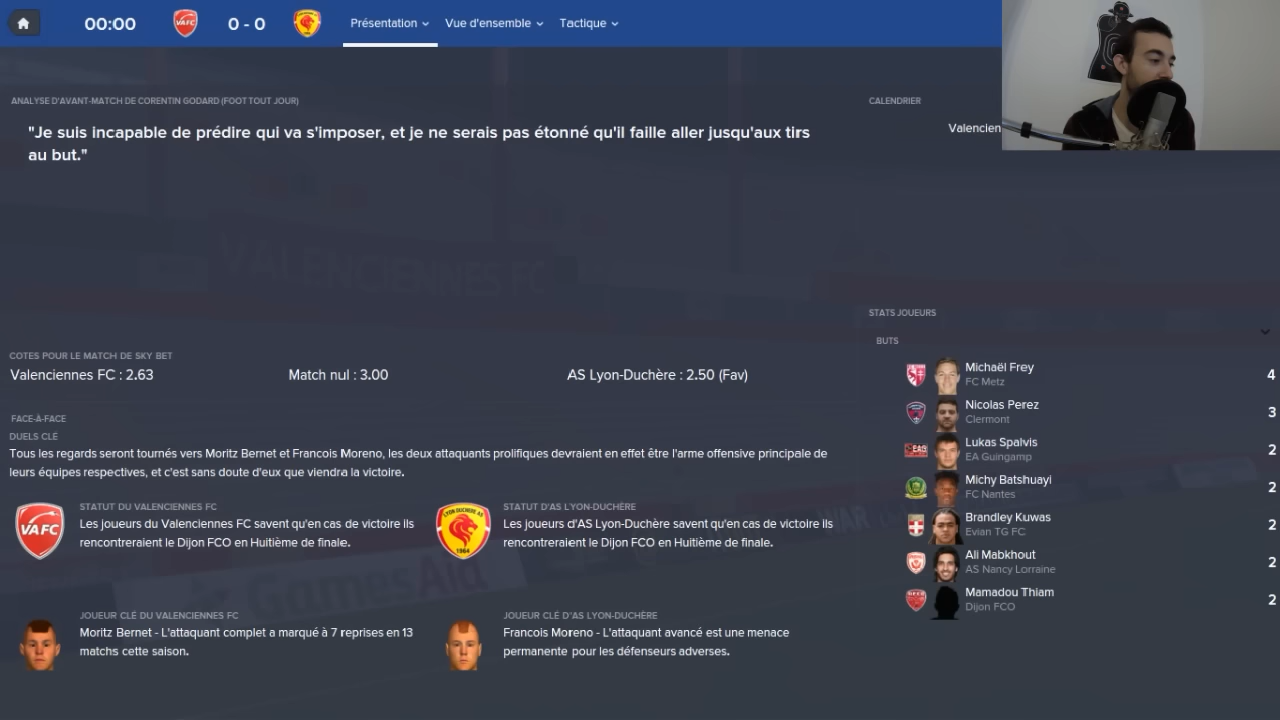 00:00
VAFC
0 - 0
Présentation
Vue d'ensemble
Tactique
ANALYSE D'AVANT-MATCH DE CORENTIN GODARD (FOOT TOUT JOUR)
"Je suis incapable de prédire qui va s'imposer, et je ne serais pas étonné qu'il faille aller jusqu'aux tirs
au but."
CALENDRIER
Valencien
VALENCIENNES FC
COTES POUR LE MATCH DE SKY BET
Valenciennes FC : 2.63
Match nul : 3.00
AS Lyon-Duchère : 2.50 (Fav)
FACE-À-FACE
DUELS CLÉ
Tous les regards seront tournés vers Moritz Bernet et Francois Moreno, les deux attaquants prolifiques devraient en effet être l'arme offensive principale de
leurs équipes respectives, et c'est sans doute d'eux que viendra la victoire.
VAFC
STATUT DU VALENCIENNES FC
Les joueurs du Valenciennes FC savent qu'en cas de victoire ils
rencontreraient le Dijon FCO en Huitième de finale.
LYON DUCHERE AS
1964
STATUT D'AS LYON-DUCHÈRE
Les joueurs d'AS Lyon-Duchère savent qu'en cas de victoire ils
rencontreraient le Dijon FCO en Huitième de finale.
GamesAid
JOUEUR CLÉ DU VALENCIENNES FC
Moritz Bernet - L'attaquant complet a marqué à 7 reprises en 13
matchs cette saison.
JOUEUR CLÉ D'AS LYON-DUCHÈRE
Francois Moreno - L'attaquant avancé est une menace
permanente pour les défenseurs adverses.
STATS JOUEURS
BUTS
Michaël Frey
FC Metz
4
Nicolas Perez
Clermont
3
Lukas Spalvis
EA Guingamp
2
Michy Batshuayi
FC Nantes
2
Brandley Kuwas
Evian TG FC
2
Ali Mabkhout
AS Nancy Lorraine
2
Mamadou Thiam
Dijon FCO
2